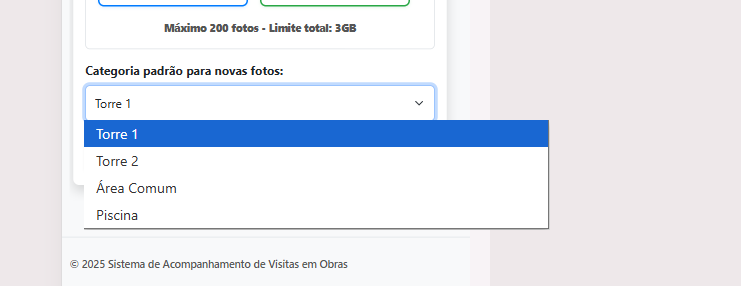 Máximo 200 fotos - Limite total: 3GB
Categoria padrão para novas fotos:
Torre 1
Torre 1
Torre 2
Área Comum
Piscina
© 2025 Sistema de Acompanhamento de Visitas em Obras